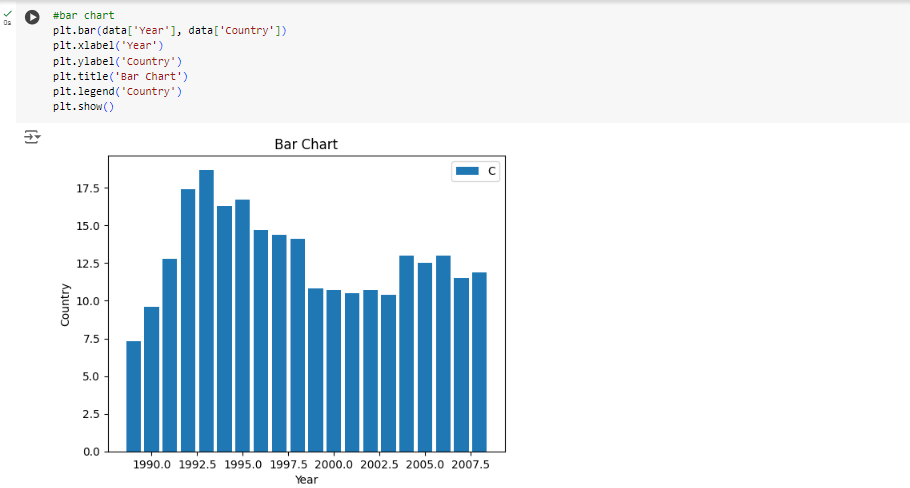 #bar chart
plt.bar(data['Year'], data['Country'])
plt.xlabel('Year')
plt.ylabel('Country')
plt.title('Bar Chart')
plt.legend('Country')
plt.show()
0s
Bar Chart
C
17.5
15.0
12.5
10.0
7.5
5.0
2.5
0.0
Country
1990.0 1992.5 1995.0 1997.5 2000.0 2002.5 2005.0 2007.5
Year